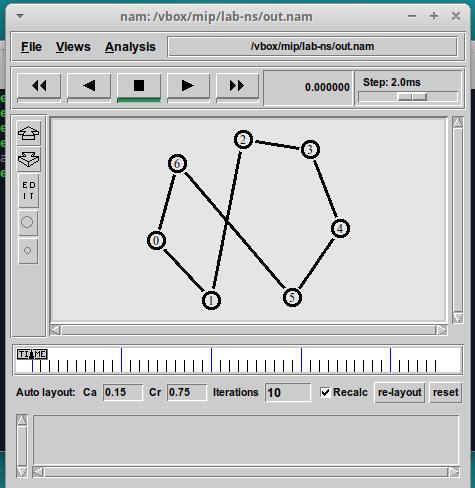 nam: /vbox/mip/lab-ns/out.nam
File Views Analysis /vbox/mip/lab-ns/out.nam
0.000000 Step: 2.0ms
E D
I T
2
3
6
4
0
5
1
TIME
Auto layout: Ca 0.15 Cr 0.75 Iterations 10 Recalc re-layout reset